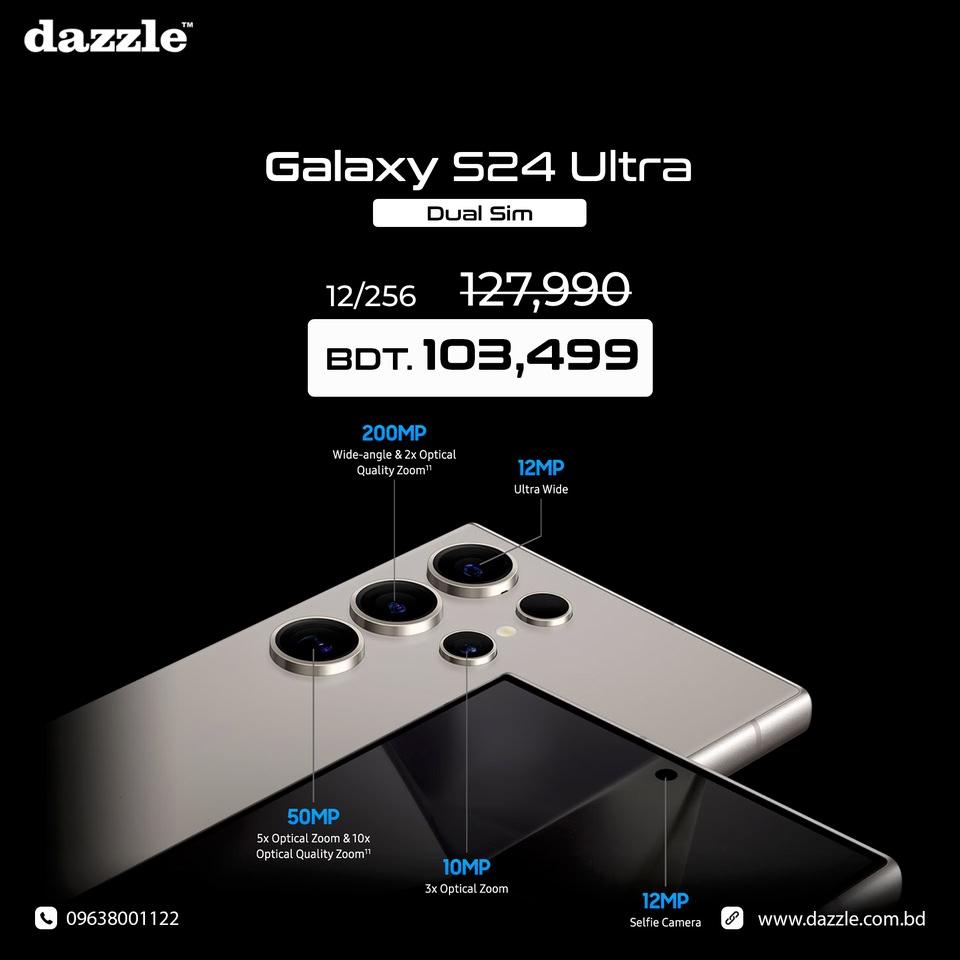 dazzle™
Galaxy S24 Ultra
Dual Sim
12/256 127,990
BDT. 103,499
200MP
Wide-angle & 2x Optical
Quality Zoom¹¹
12MP
Ultra Wide
50MP
5x Optical Zoom & 10x
Optical Quality Zoom¹¹
10MP
3x Optical Zoom
12MP
Selfie Camera
09638001122
www.dazzle.com.bd